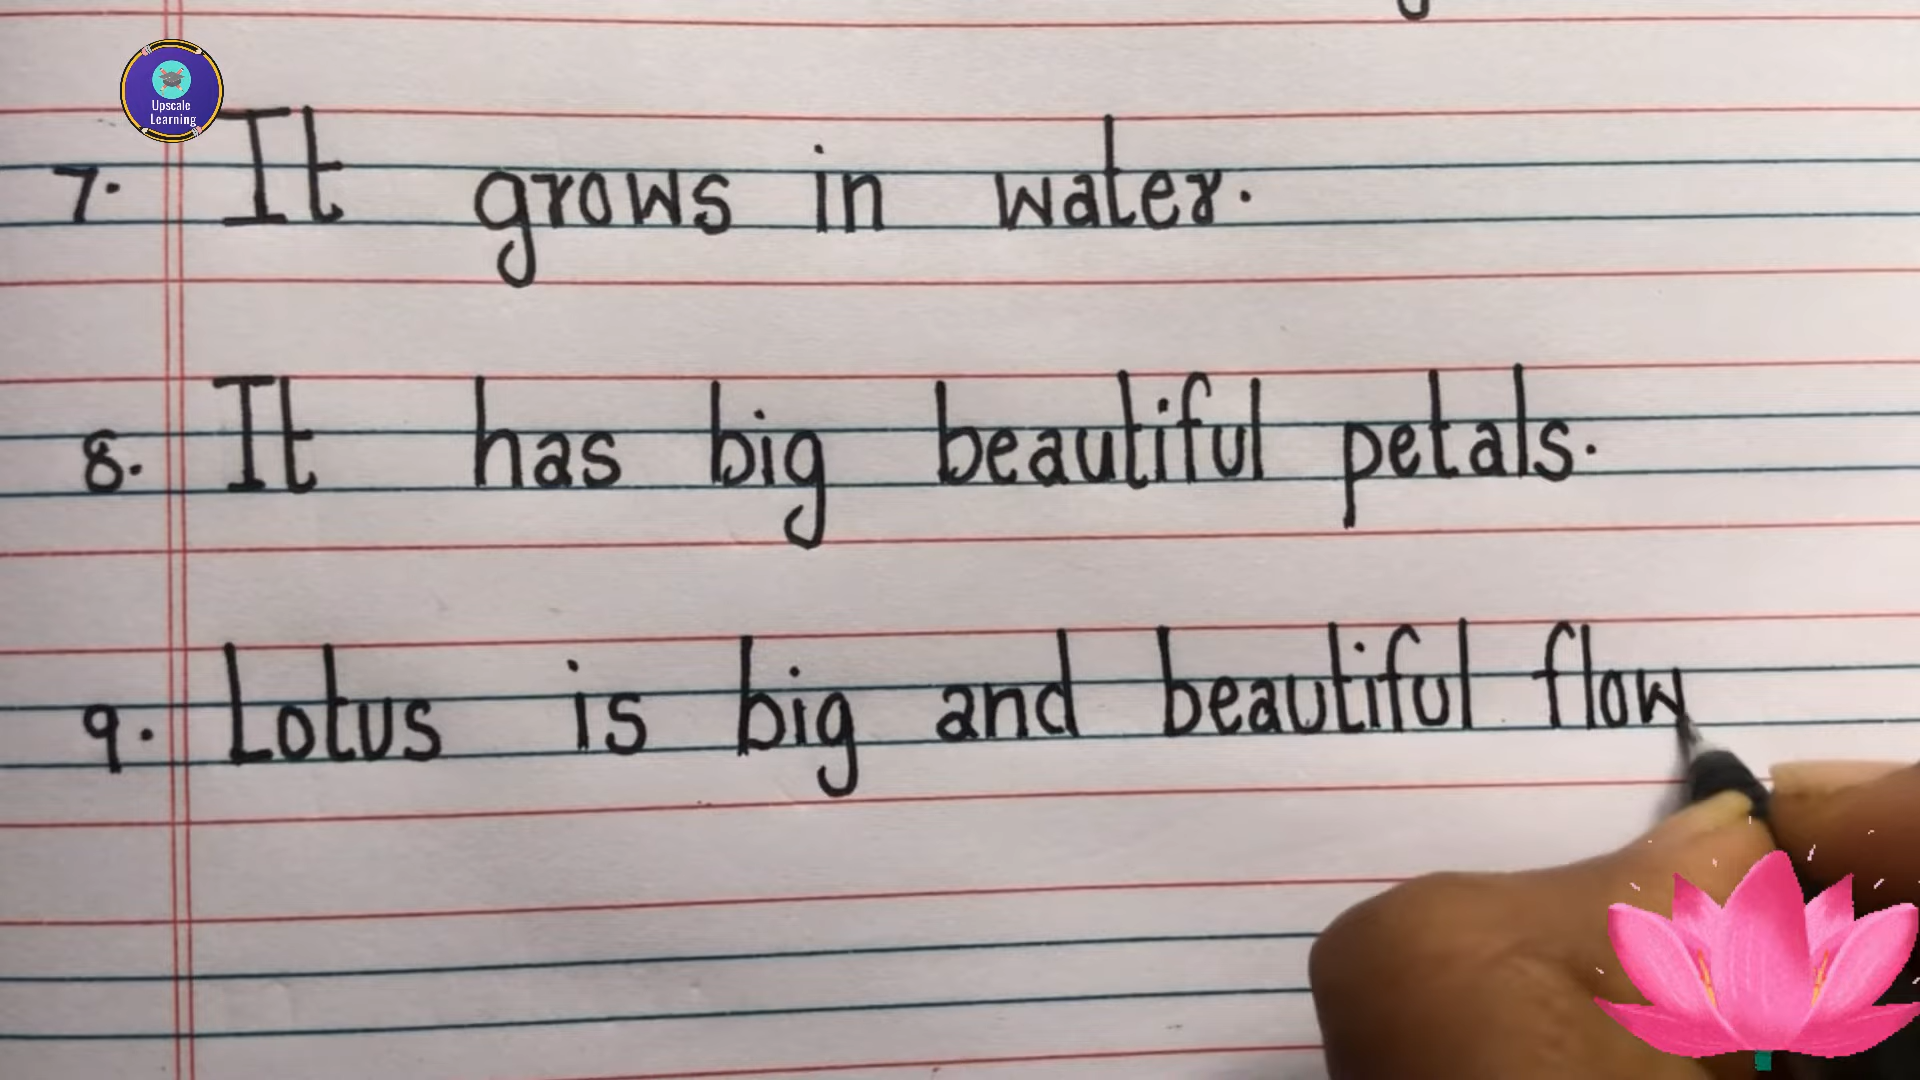 Upscale
Learning
7. It grows in water.
8. It has big beautiful petals.
9. Lotus is big and beautiful flow